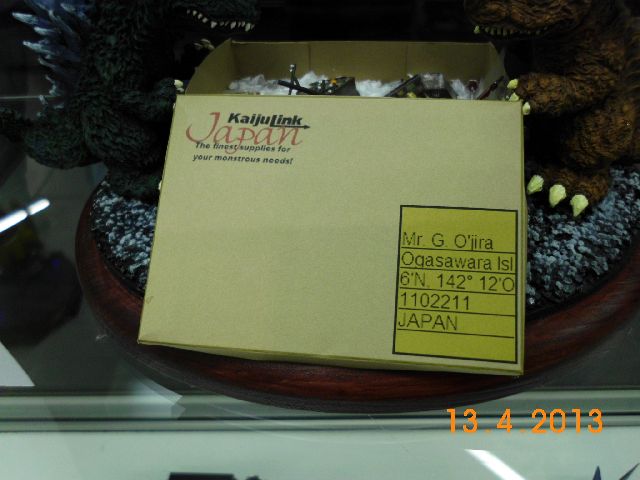 KaijuLink
Japan
The finest supplies for
your monstrous needs!
Mr. G. O'jira
Ogasawara Isl
6'N. 142° 12'O
1102211
JAPAN
13.4.2013